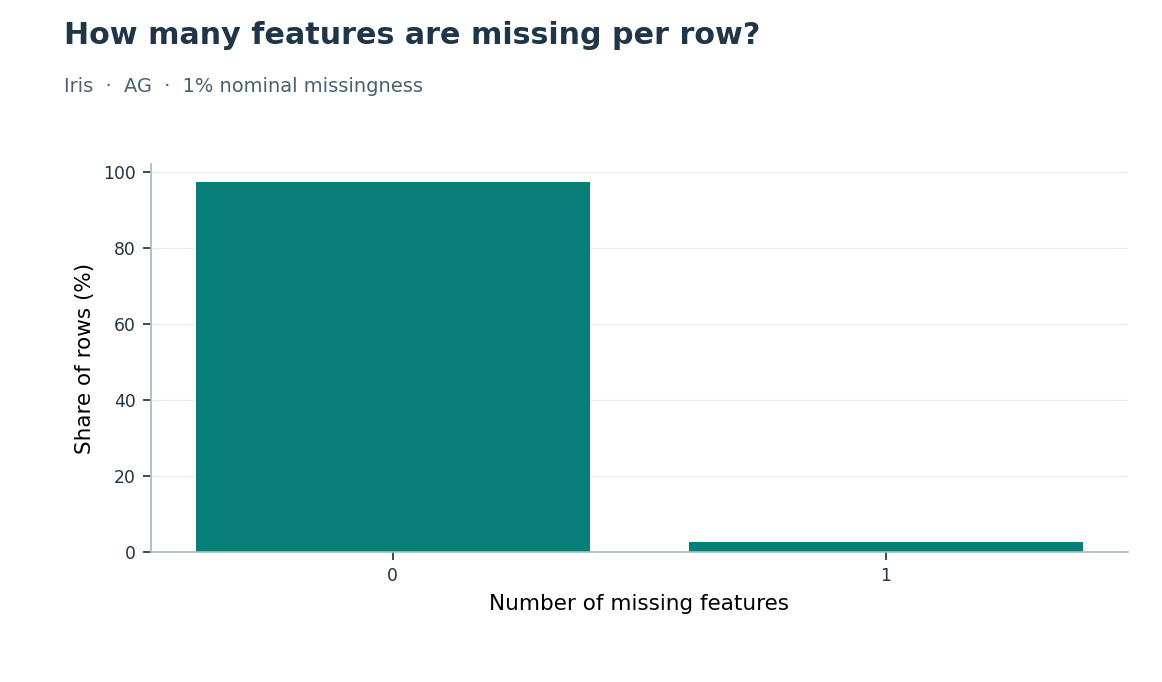 How many features are missing per row?
Iris · AG · 1% nominal missingness
100
80
60
40
20
0
Share of rows (%)
0 1
Number of missing features